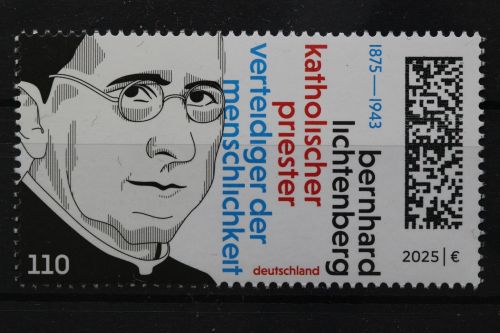 1875—1943
bernhard
lichtenberg
katholischer
priester
verteidiger der
menschlichkeit
110
deutschland
2025 | €